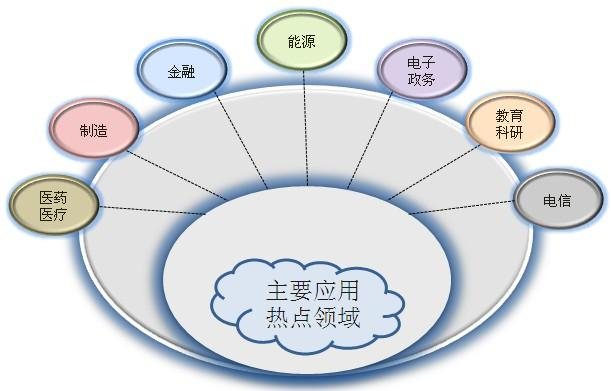 能源
金融
电子
政务
制造
教育
科研
医药
医疗
电信
主要应用
热点领域